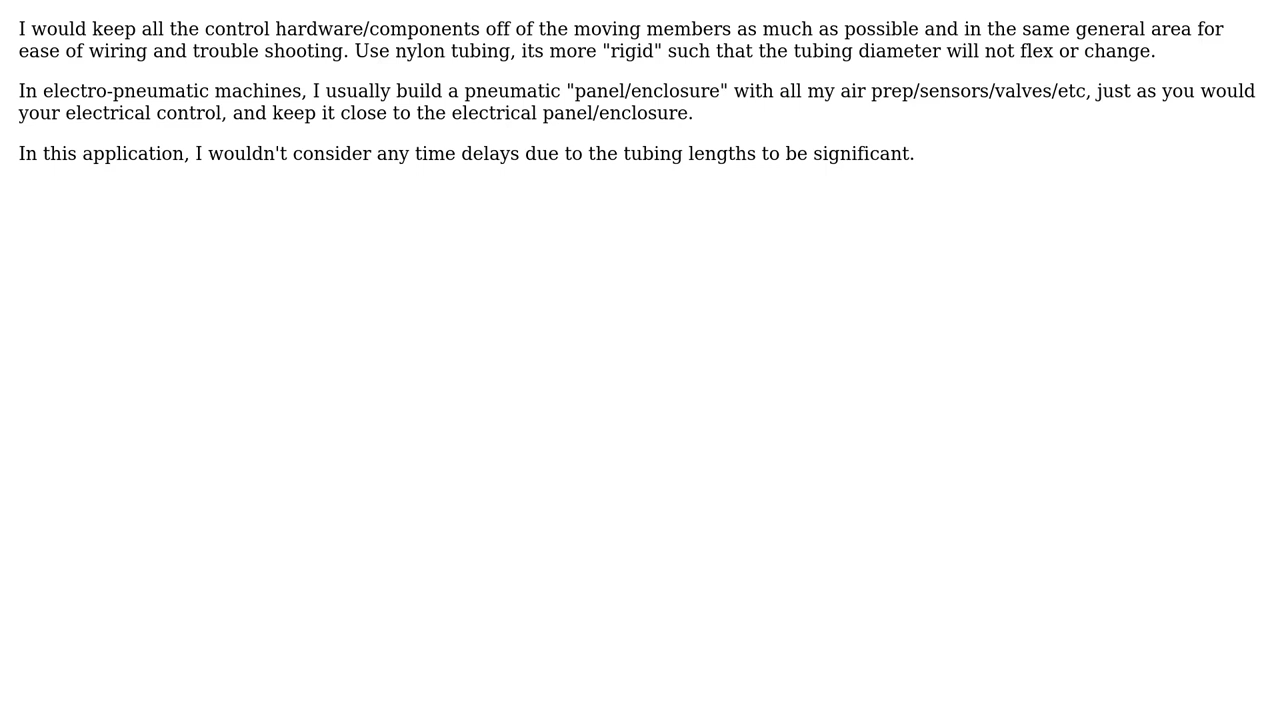 I would keep all the control hardware/components off of the moving members as much as possible and in the same general area for
ease of wiring and trouble shooting. Use nylon tubing, its more "rigid" such that the tubing diameter will not flex or change.
In electro-pneumatic machines, I usually build a pneumatic "panel/enclosure" with all my air prep/sensors/valves/etc, just as you would
your electrical control, and keep it close to the electrical panel/enclosure.
In this application, I wouldn't consider any time delays due to the tubing lengths to be significant.